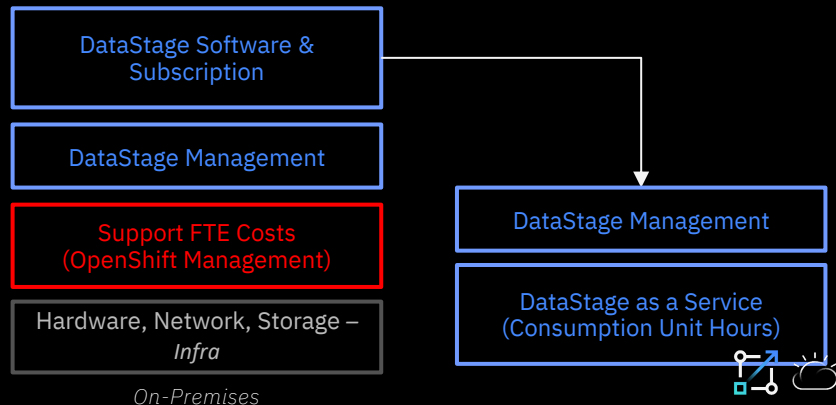 DataStage Software &
Subscription
DataStage Management
Support FTE Costs
(OpenShift Management)
Hardware, Network, Storage –
Infra
On-Premises
DataStage Management
DataStage as a Service
(Consumption Unit Hours)